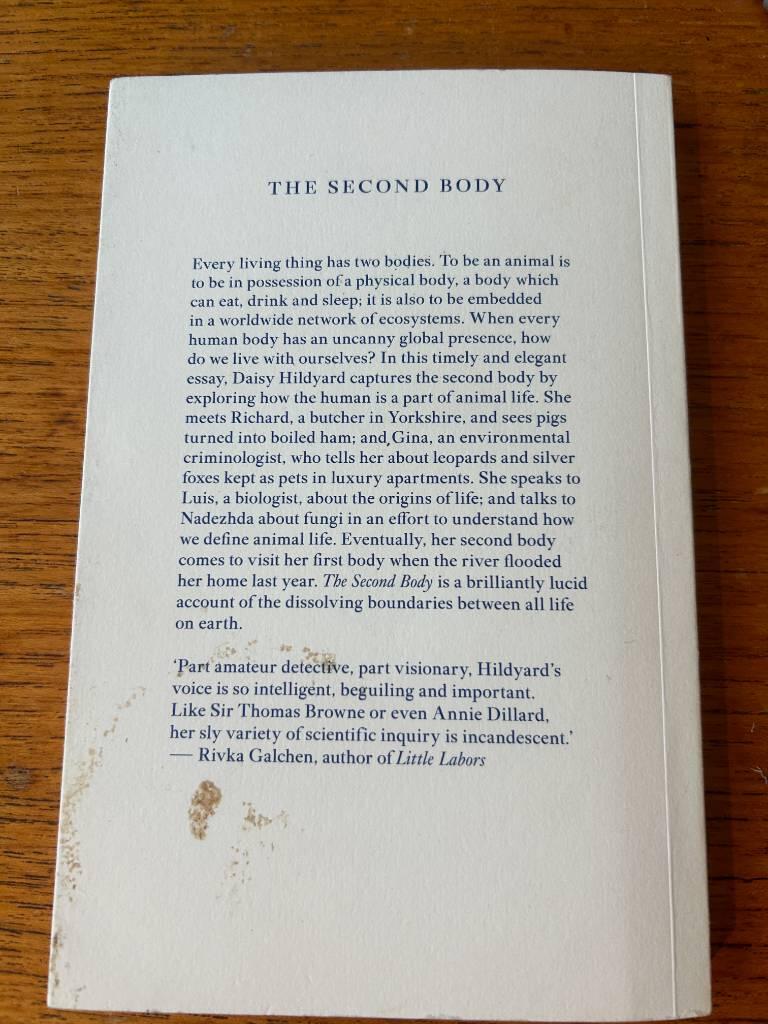 THE SECOND BODY
Every living thing has two bodies. To be an animal is
to be in possession of a physical body, a body which
can eat, drink and sleep; it is also to be embedded
in a worldwide network of ecosystems. When every
human body has an uncanny global presence, how
do we live with ourselves? In this timely and elegant
essay, Daisy Hildyard captures the second body by
exploring how the human is a part of animal life. She
meets Richard, a butcher in Yorkshire, and sees pigs
turned into boiled ham; and Gina, an environmental
criminologist, who tells her about leopards and silver
foxes kept as pets in luxury apartments. She speaks to
Luis, a biologist, about the origins of life; and talks to
Nadezhda about fungi in an effort to understand how
we define animal life. Eventually, her second body
comes to visit her first body when the river flooded
her home last year. The Second Body is a brilliantly lucid
account of the dissolving boundaries between all life
on earth.
‘Part amateur detective, part visionary, Hildyard’s
voice is so intelligent, beguiling and important.
Like Sir Thomas Browne or even Annie Dillard,
her sly variety of scientific inquiry is incandescent.’
— Rivka Galchen, author of Little Labors